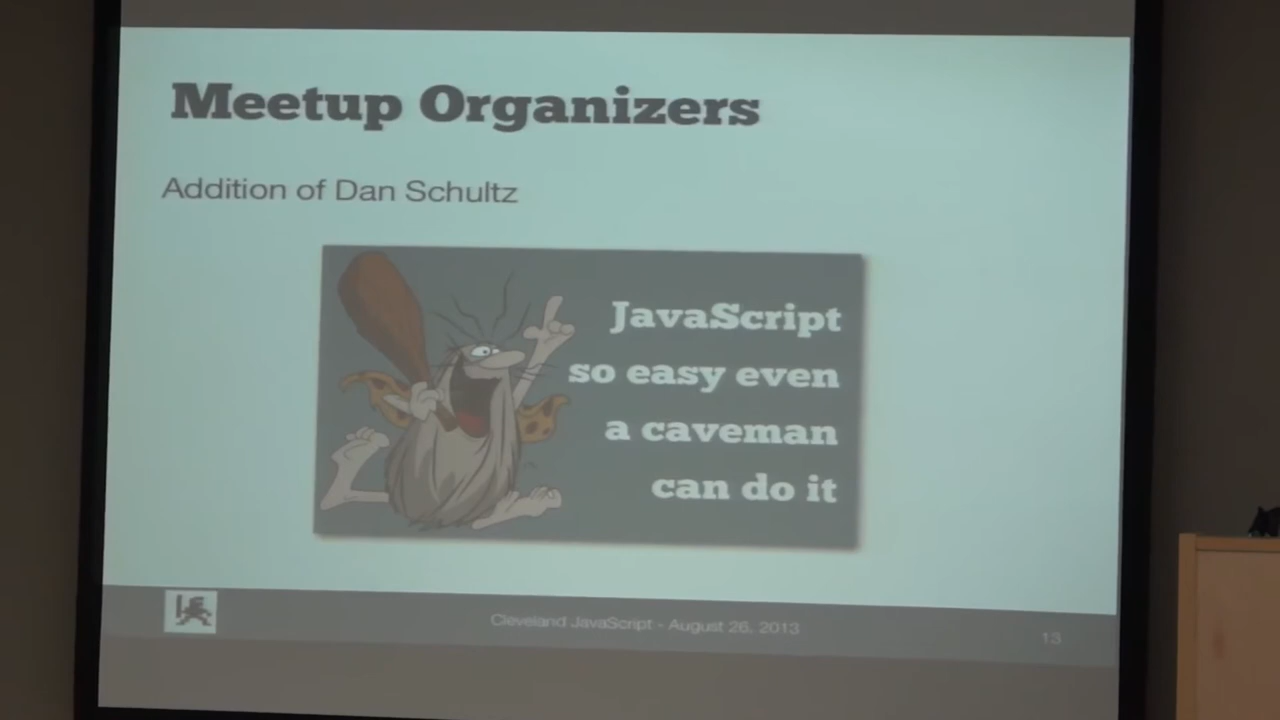 Meetup Organizers
Addition of Dan Schultz
JavaScript
so easy even
a caveman
can do it
Cleveland JavaScript - August 26, 2013
13